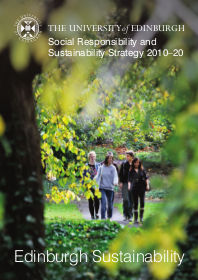 THE UNIVERSITY of EDINBURGH
Social Responsibility and
Sustainability Strategy 2010–20
Edinburgh Sustainability